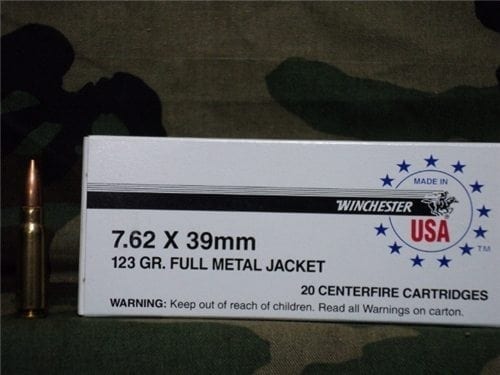 MADE IN
WINCHESTER
USA
TM
7.62 X 39mm
123 GR. FULL METAL JACKET
20 CENTERFIRE CARTRIDGES
WARNING: Keep out of reach of children. Read all Warnings on carton.